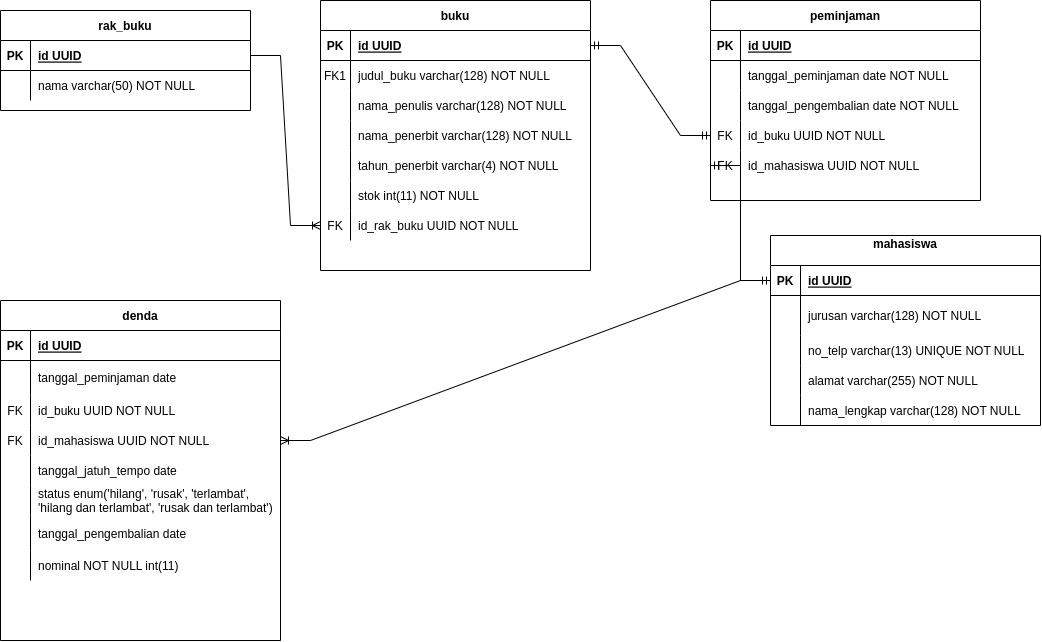 rak_buku
PK id UUID
nama varchar(50) NOT NULL
buku
PK id UUID
FK1 judul_buku varchar(128) NOT NULL
nama_penulis varchar(128) NOT NULL
nama_penerbit varchar(128) NOT NULL
tahun_penerbit varchar(4) NOT NULL
stok int(11) NOT NULL
FK id_rak_buku UUID NOT NULL
peminjaman
PK id UUID
tanggal_peminjaman date NOT NULL
tanggal_pengembalian date NOT NULL
FK id_buku UUID NOT NULL
FK id_mahasiswa UUID NOT NULL
mahasiswa
PK id UUID
jurusan varchar(128) NOT NULL
no_telp varchar(13) UNIQUE NOT NULL
alamat varchar(255) NOT NULL
nama_lengkap varchar(128) NOT NULL
denda
PK id UUID
tanggal_peminjaman date
FK id_buku UUID NOT NULL
FK id_mahasiswa UUID NOT NULL
tanggal_jatuh_tempo date
status enum('hilang', 'rusak', 'terlambat',
'hilang dan terlambat', 'rusak dan terlambat')
tanggal_pengembalian date
nominal NOT NULL int(11)